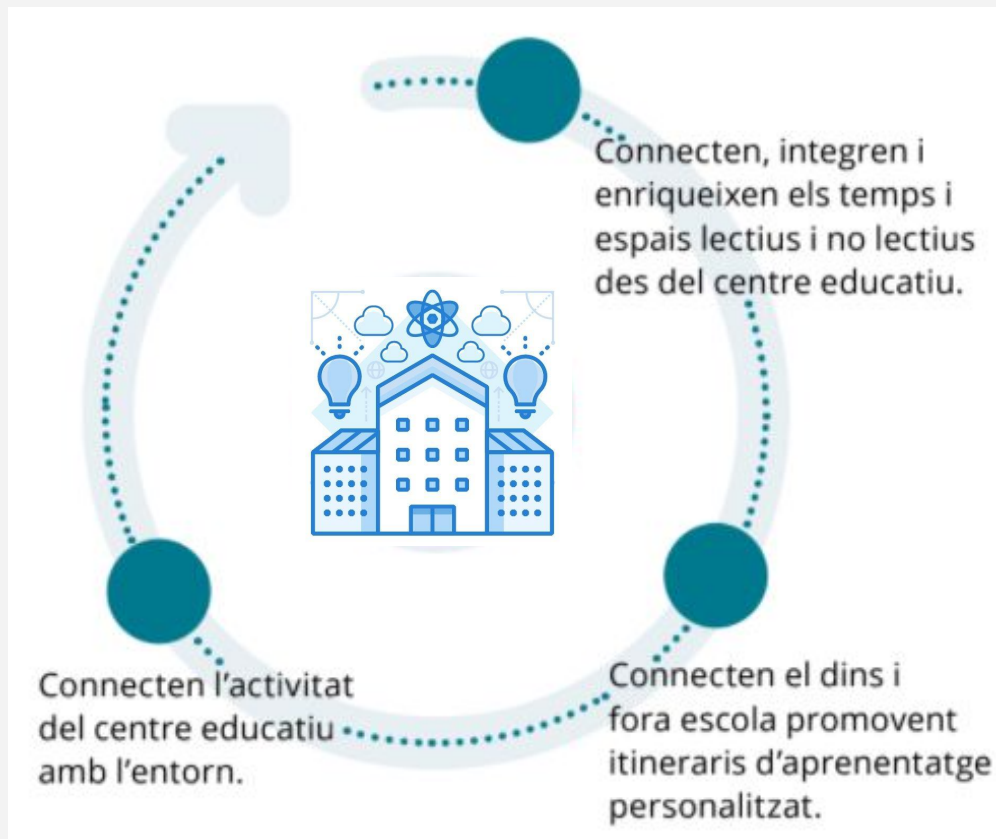 Connecten, integren i
enriqueixen els temps i
espais lectius i no lectius
des del centre educatiu.
Connecten el dins i
fora escola promovent
itineraris d’aprenentatge
personalitzat.
Connecten l’activitat
del centre educatiu
amb l’entorn.